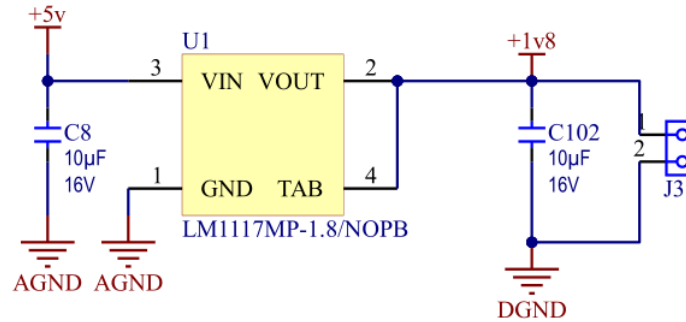 +5v
U1
+1v8
3 VIN VOUT 2
1
C8
10µF
16V
C102
10µF
16V
2
1 GND TAB 4
J3
LM1117MP-1.8/NOPB
AGND
AGND
DGND